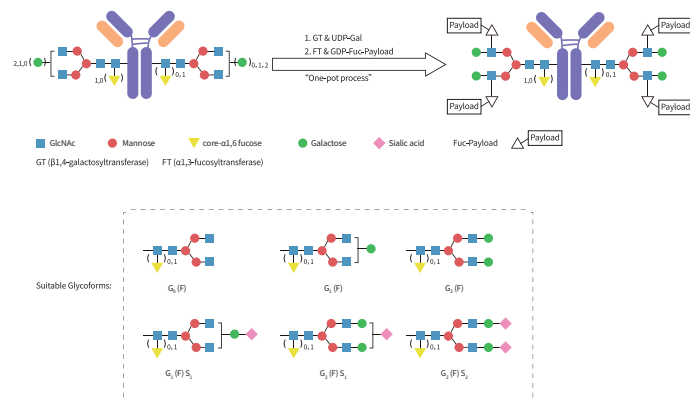 Payload
Payload
1. GT & UDP-Gal
2. FT & GDP-Fuc-Payload
2,1,0 ( ) ( ) 0, 1, 2
1,0 ( ) ( ) 0, 1
1,0 ( ) ( ) 0, 1
"One-pot process"
Payload
Payload
GlcNAc
Mannose
core-α1,6 fucose
Galactose
Sialic acid
Fuc-Payload
Payload
GT (β1,4-galactosyltransferase)
FT (α1,3-fucosyltransferase)
( ) 0, 1
( ) 0, 1
( ) 0, 1
Suitable Glycoforms:
G₀ (F)
G₁ (F)
G₂ (F)
( ) 0, 1
( ) 0, 1
( ) 0, 1
G₁ (F) S₁
G₂ (F) S₁
G₂ (F) S₂